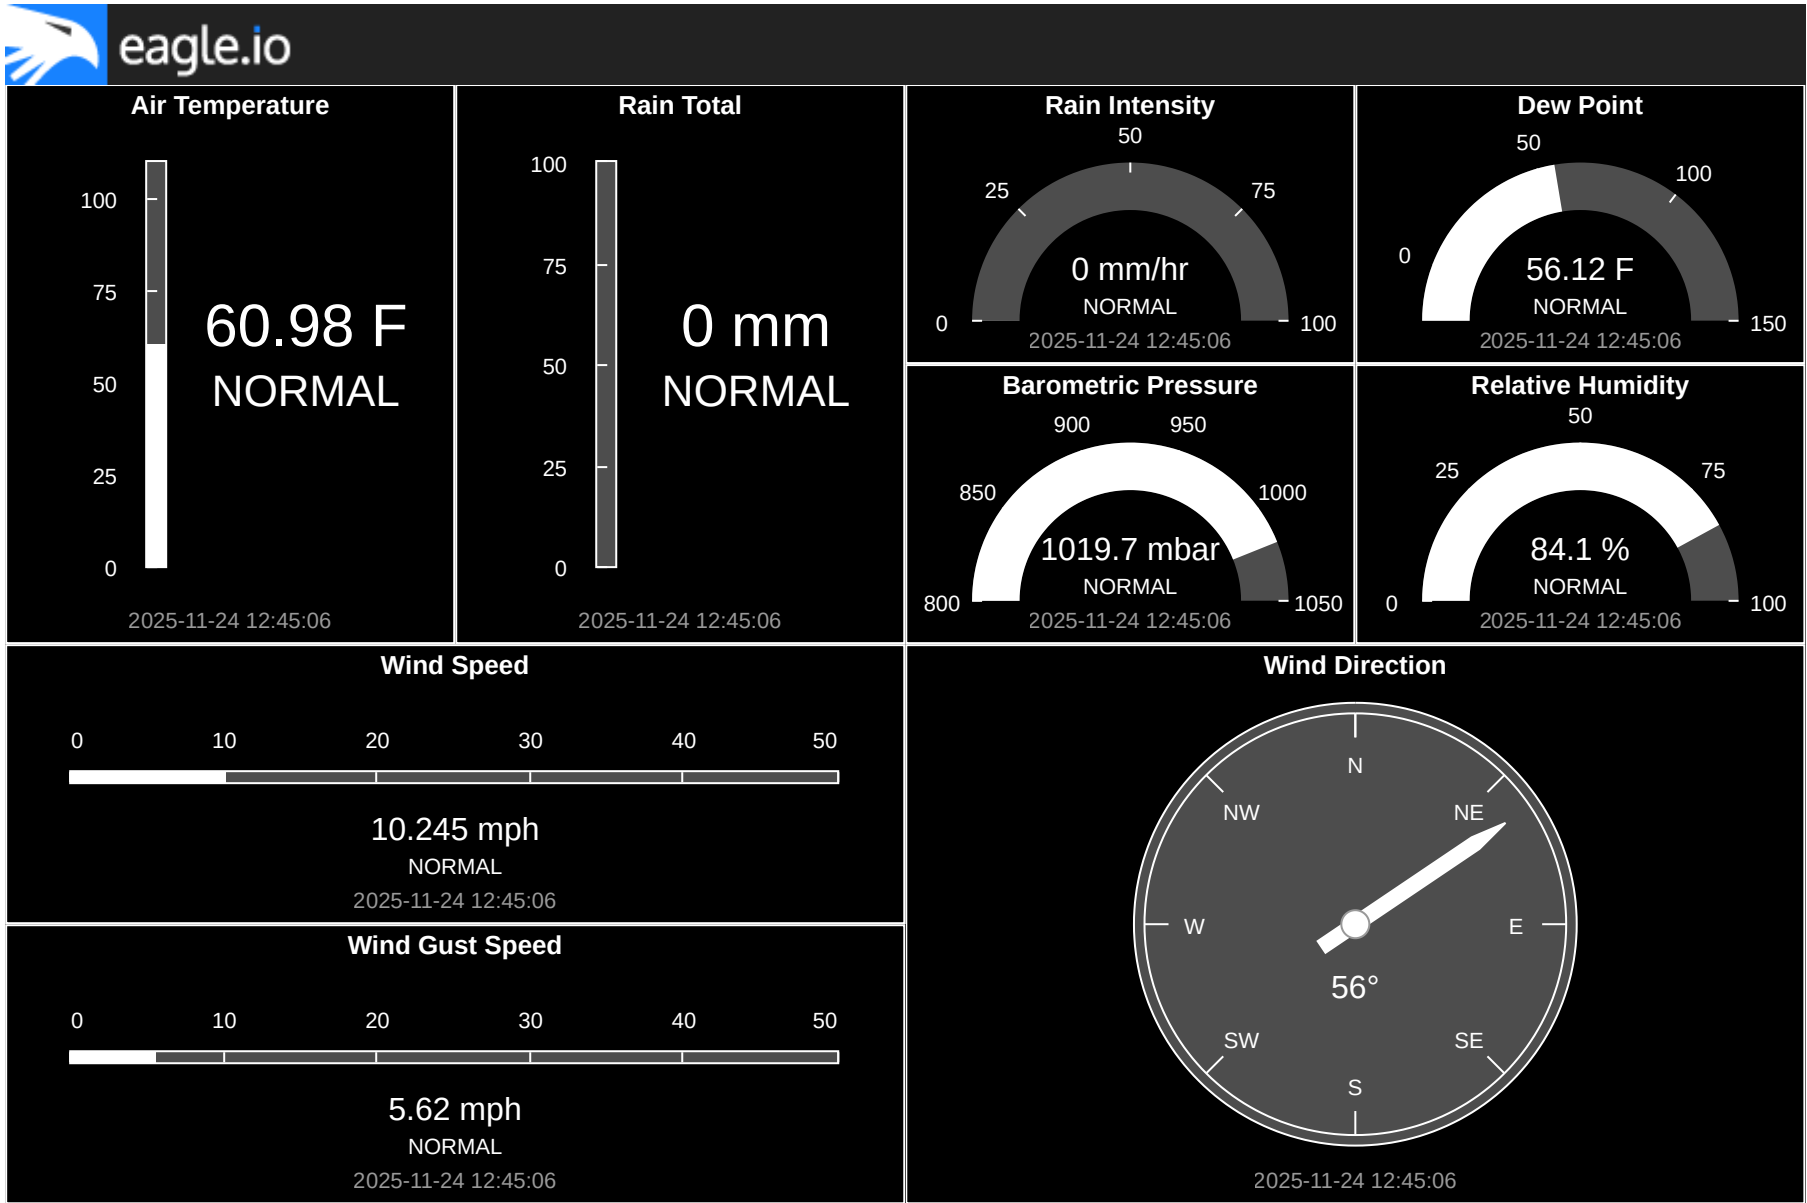 eagle.io
Air Temperature
100
75
50
25
0
60.98 F
NORMAL
2025-11-24 12:45:06
Rain Total
100
75
50
25
0
0 mm
NORMAL
2025-11-24 12:45:06
Rain Intensity
50
25
75
0
100
0 mm/hr
NORMAL
2025-11-24 12:45:06
Dew Point
50
100
0
150
56.12 F
NORMAL
2025-11-24 12:45:06
Barometric Pressure
900
950
850
1000
800
1050
1019.7 mbar
NORMAL
2025-11-24 12:45:06
Relative Humidity
50
25
75
0
100
84.1 %
NORMAL
2025-11-24 12:45:06
Wind Speed
0 10 20 30 40 50
10.245 mph
NORMAL
2025-11-24 12:45:06
Wind Gust Speed
0 10 20 30 40 50
5.62 mph
NORMAL
2025-11-24 12:45:06
Wind Direction
N
NW
NE
W
E
56°
SW
SE
S
2025-11-24 12:45:06